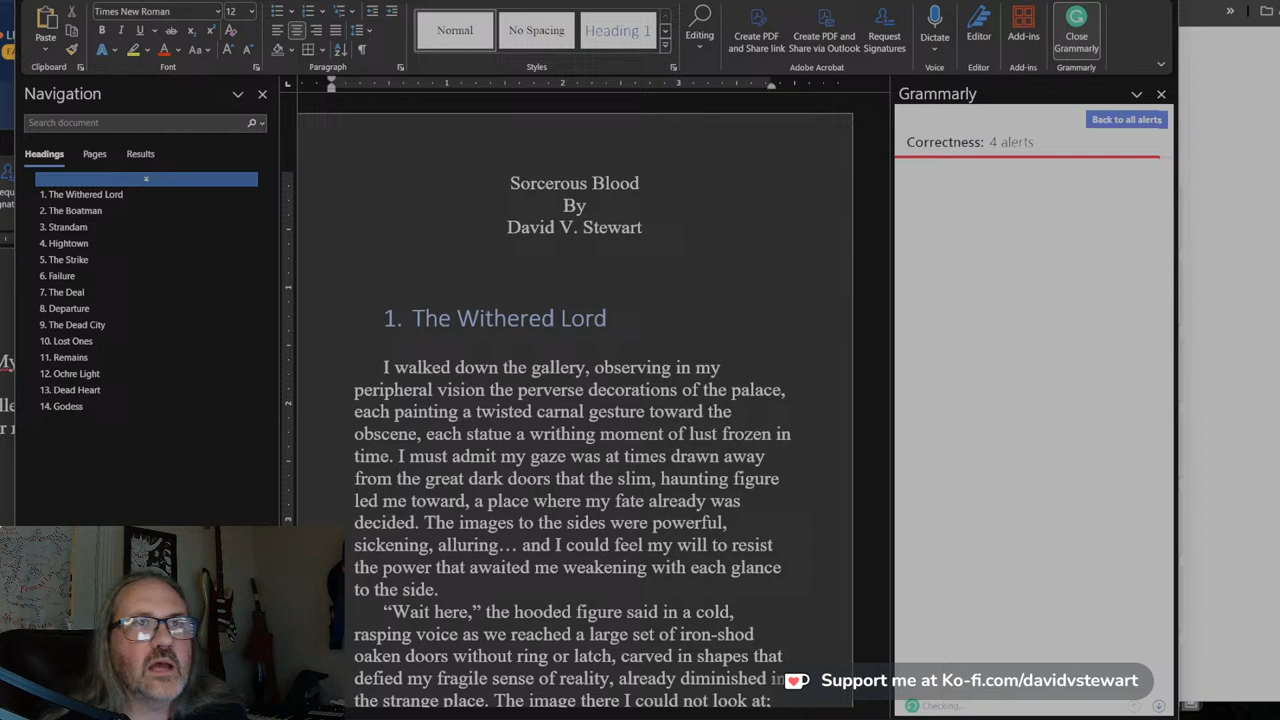 Times New Roman 12
Paste
B I U ab x
A A Aa A A
Normal
No Spacing
Heading 1
Editing
Create PDF
and Share link
Create PDF and
Share via Outlook
Request
Signatures
Dictate
Editor
Add-ins
Close
Grammarly
Clipboard
Font
Paragraph
Styles
Adobe Acrobat
Voice
Editor
Add-ins
Grammarly
Navigation
Search document
Headings Pages Results
1. The Withered Lord
2. The Boatman
3. Strandam
4. Hightown
5. The Strike
6. Failure
7. The Deal
8. Departure
9. The Dead City
10. Lost Ones
11. Remains
12. Ochre Light
13. Dead Heart
14. Godess
1 2 3
1
2
3
Sorcerous Blood
By
David V. Stewart
1. The Withered Lord
I walked down the gallery, observing in my
peripheral vision the perverse decorations of the palace,
each painting a twisted carnal gesture toward the
obscene, each statue a writhing moment of lust frozen in
time. I must admit my gaze was at times drawn away
from the great dark doors that the slim, haunting figure
led me toward, a place where my fate already was
decided. The images to the sides were powerful,
sickening, alluring… and I could feel my will to resist
the power that awaited me weakening with each glance
to the side.
“Wait here,” the hooded figure said in a cold,
rasping voice as we reached a large set of iron-shod
oaken doors without ring or latch, carved in shapes that
defied my fragile sense of reality, already diminished in
the strange place. The image there I could not look at:
Grammarly
Back to all alerts
Correctness: 4 alerts
Checking...
Support me at Ko-fi.com/davidvstewart